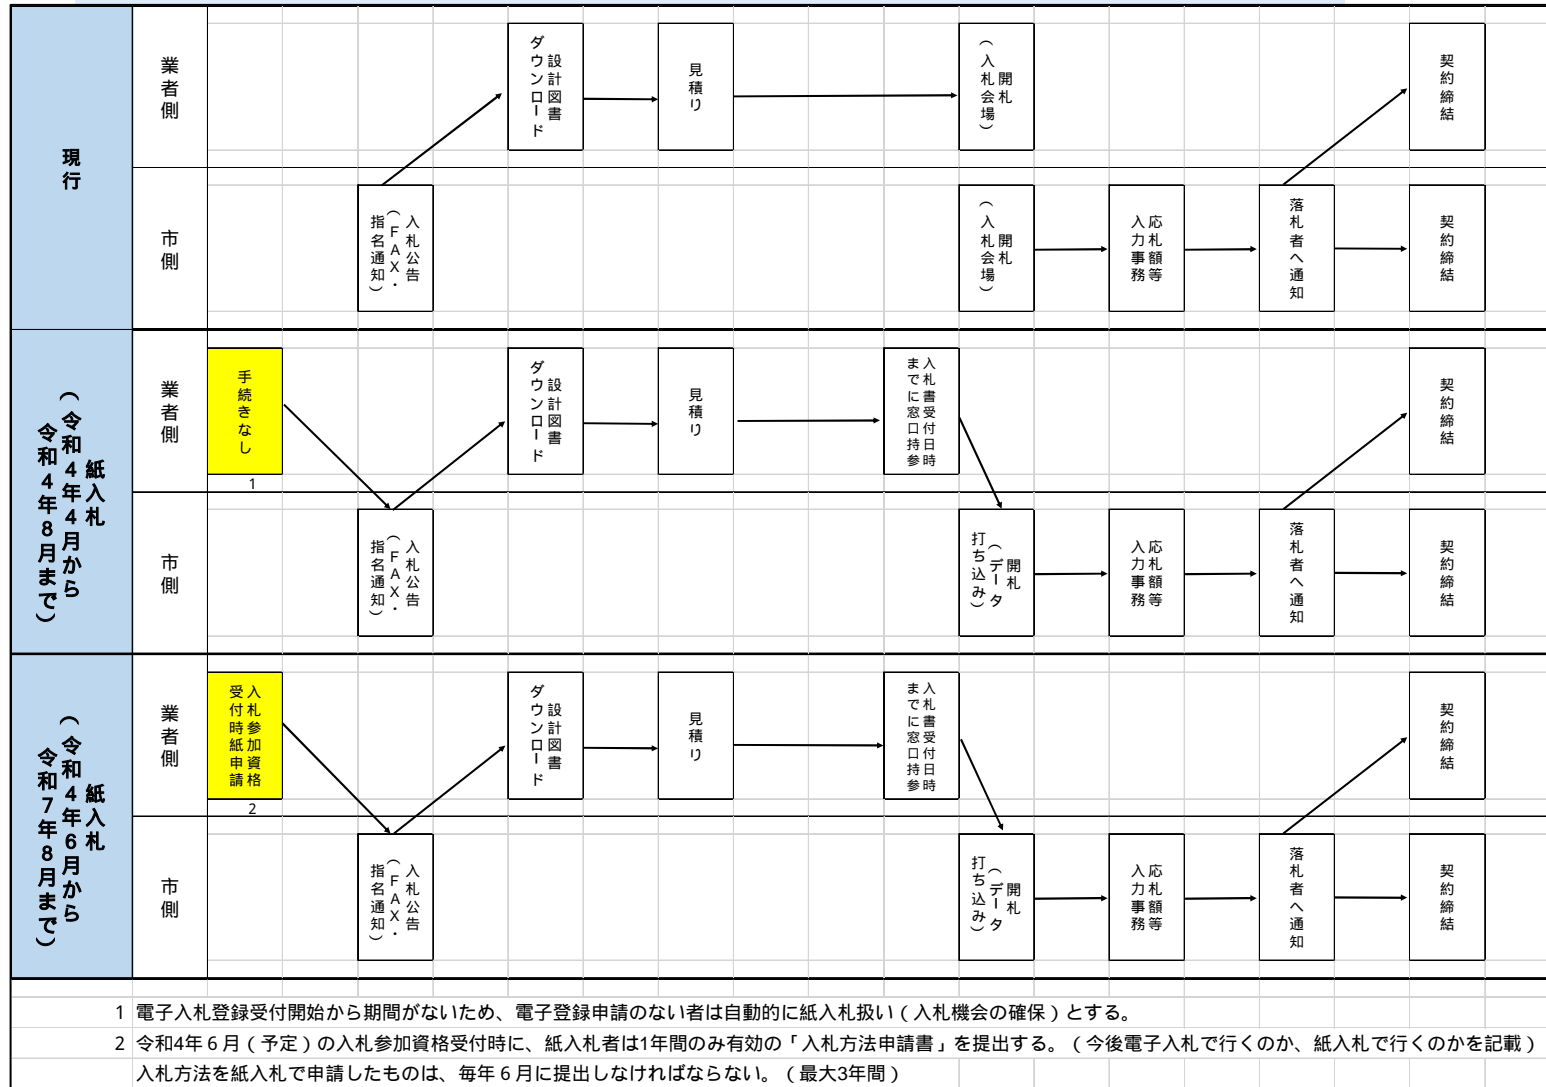 現行
業者側
設計図書
ダウンロード
見積り
開札
(入札会場)
契約締結
市側
入札公告
(FAX・
指名通知)
開札
(入札会場)
応札額等
入力事務
落札者へ通知
契約締結
紙入札
(令和4年4月から
令和4年8月まで)
業者側
手続きなし
1
設計図書
ダウンロード
見積り
入札書受付日時
までに窓口持参
契約締結
市側
入札公告
(FAX・
指名通知)
開札
(データ
打ち込み)
応札額等
入力事務
落札者へ通知
契約締結
紙入札
(令和4年6月から
令和7年8月まで)
業者側
入札参加資格
受付時紙申請
2
設計図書
ダウンロード
見積り
入札書受付日時
までに窓口持参
契約締結
市側
入札公告
(FAX・
指名通知)
開札
(データ
打ち込み)
応札額等
入力事務
落札者へ通知
契約締結
1 電子入札登録受付開始から期間がないため、電子登録申請のない者は自動的に紙入札扱い(入札機会の確保)とする。
2 令和4年6月(予定)の入札参加資格受付時に、紙入札者は1年間のみ有効の「入札方法申請書」を提出する。(今後電子入札で行くのか、紙入札で行くのかを記載)
入札方法を紙入札で申請したものは、毎年6月に提出しなければならない。(最大3年間)